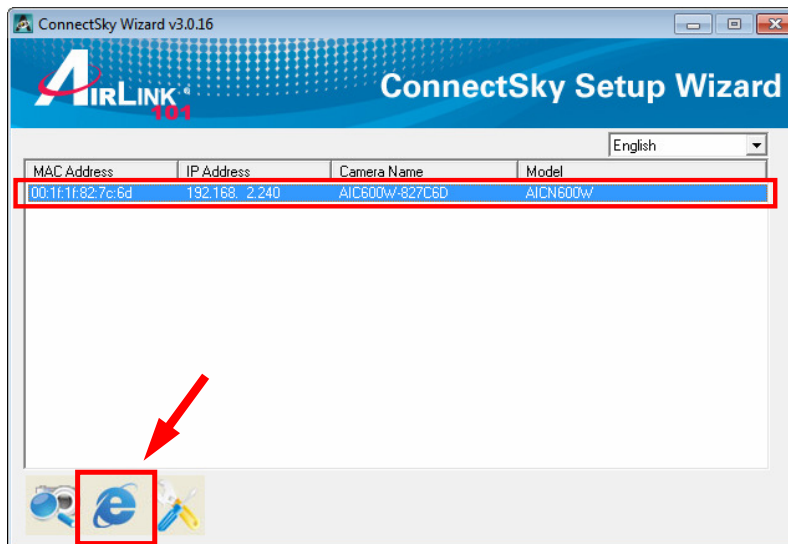 ConnectSky Wizard v3.0.16
AIRLINK
101
ConnectSky Setup Wizard
English
MAC Address IP Address Camera Name Model
00:1f:1f:82:7c:6d 192.168. 2.240 AIC600W-827C6D AICN600W